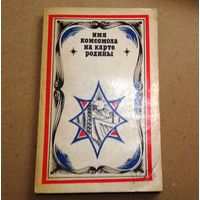 имя
комсомола
на карте
родины